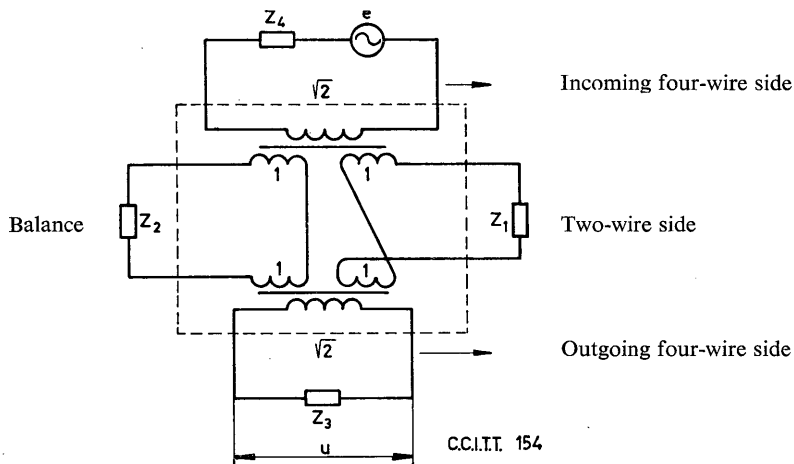 Z4 e
√2
Incoming four-wire side
1 1
Balance Z2 Z1 Two-wire side
1 1
√2
Outgoing four-wire side
Z3
u
C.C.I.T.T. 154